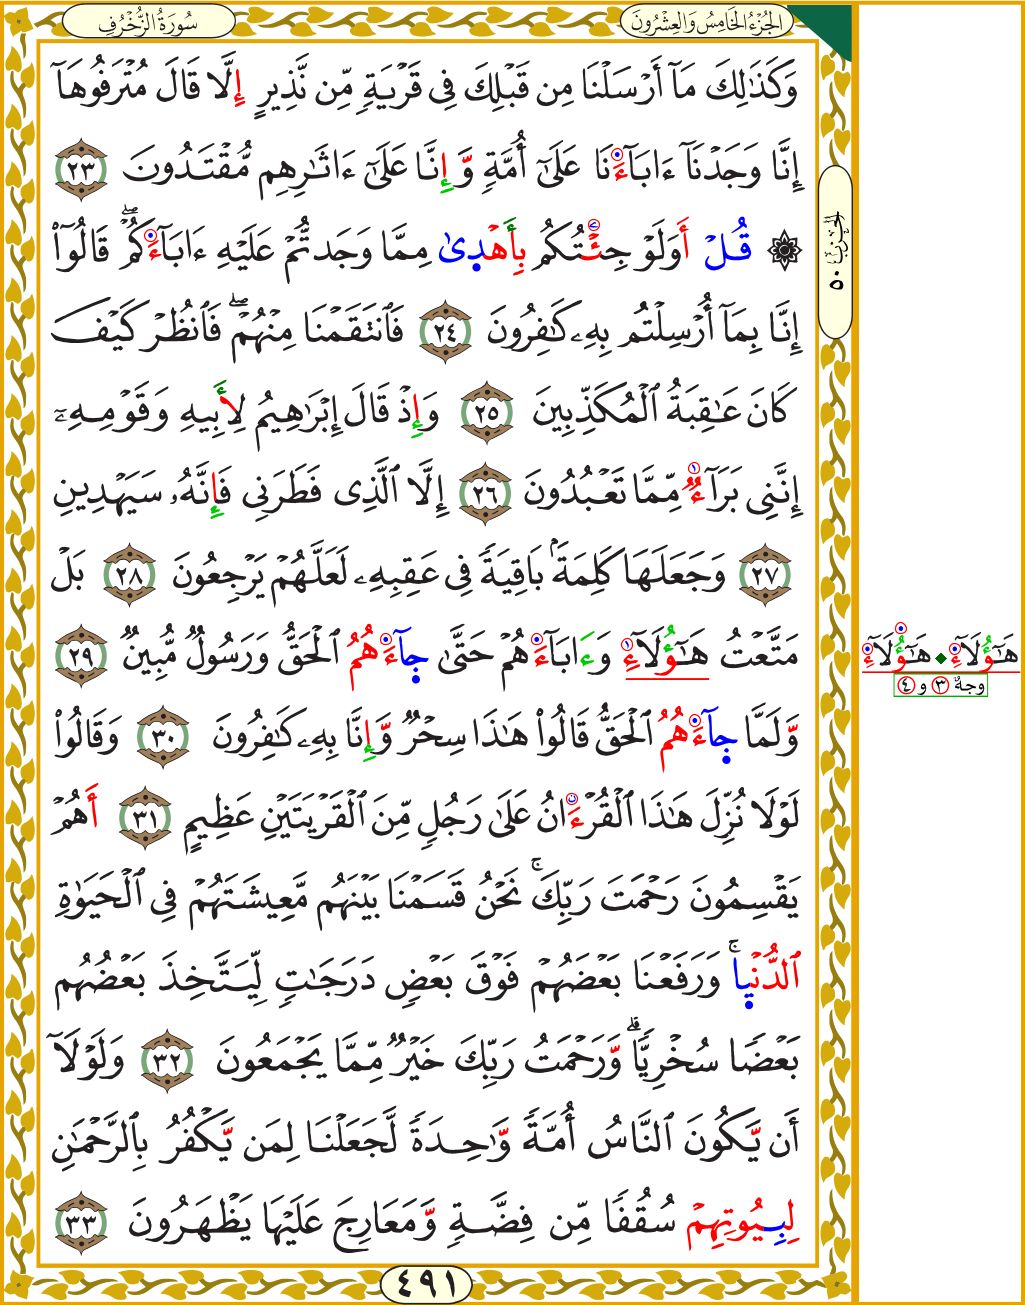 الجُزْءُ الخَامِسُ وَالعِشْرُونَ
سُورَةُ الزُّخْرُفِ
وَكَذَٰلِكَ مَآ أَرْسَلْنَا مِن قَبْلِكَ فِى قَرْيَةٍ مِّن نَّذِيرٍ إِلَّا قَالَ مُتْرَفُوهَآ
إِنَّا وَجَدْنَآ ءَابَآءَنَا عَلَىٰٓ أُمَّةٍ وَّإِنَّا عَلَىٰٓ ءَاثَٰرِهِم مُّقْتَدُونَ ٢٣
۞ قُلْ أَوَلَوْ جِئْتُكُم بِأَهْدِىٰ مِمَّا وَجَدتُّمْ عَلَيْهِ ءَابَآءَكُمْۖ قَالُوٓا۟
إِنَّا بِمَآ أُرْسِلْتُم بِهِۦ كَٰفِرُونَ ٢٤ فَٱنتَقَمْنَا مِنْهُمْۖ فَٱنظُرْ كَيْفَ
كَانَ عَٰقِبَةُ ٱلْمُكَذِّبِينَ ٢٥ وَإِذْ قَالَ إِبْرَٰهِيمُ لِأَبِيهِ وَقَوْمِهِۦٓ
إِنَّنِى بَرَآءٌ مِّمَّا تَعْبُدُونَ ٢٦ إِلَّا ٱلَّذِى فَطَرَنِى فَإِنَّهُۥ سَيَهْدِينِ
٢٧ وَجَعَلَهَا كَلِمَةًۢ بَاقِيَةً فِى عَقِبِهِۦ لَعَلَّهُمْ يَرْجِعُونَ ٢٨ بَلْ
مَتَّعْتُ هَٰٓؤُلَآءِ وَءَابَآءَهُمْ حَتَّىٰ جِآءَهُمُ ٱلْحَقُّ وَرَسُولٌ مُّبِينٌ ٢٩
وَلَمَّا جِآءَهُمُ ٱلْحَقُّ قَالُوا۟ هَٰذَا سِحْرٌ وَّإِنَّا بِهِۦ كَٰفِرُونَ ٣٠ وَقَالُوا۟
لَوْلَا نُزِّلَ هَٰذَا ٱلْقُرْءَانُ عَلَىٰ رَجُلٍ مِّنَ ٱلْقَرْيَتَيْنِ عَظِيمٍ ٣١ أَهُمْ
يَقْسِمُونَ رَحْمَتَ رَبِّكَۚ نَحْنُ قَسَمْنَا بَيْنَهُم مَّعِيشَتَهُمْ فِى ٱلْحَيَوٰةِ
ٱلدُّنْيِاۚ وَرَفَعْنَا بَعْضَهُمْ فَوْقَ بَعْضٍ دَرَجَٰتٍ لِّيَتَّخِذَ بَعْضُهُم
بَعْضًا سُخْرِيًّاۗ وَّرَحْمَتُ رَبِّكَ خَيْرٌ مِّمَّا يَجْمَعُونَ ٣٢ وَلَوْلَآ
أَن يَّكُونَ ٱلنَّاسُ أُمَّةً وَّٰحِدَةً لَّجَعَلْنَا لِمَن يَّكْفُرُ بِٱلرَّحْمَٰنِ
لِبِيُوتِهِمْ سُقُفًا مِّن فِضَّةٍ وَّمَعَارِجَ عَلَيْهَا يَظْهَرُونَ ٣٣
الحِزْبُ ٥٠
هَٰٓؤُلَآءِ ◆ هَٰٓؤُلَآءِ
وجهُ ٣ و ٤
٤٩١